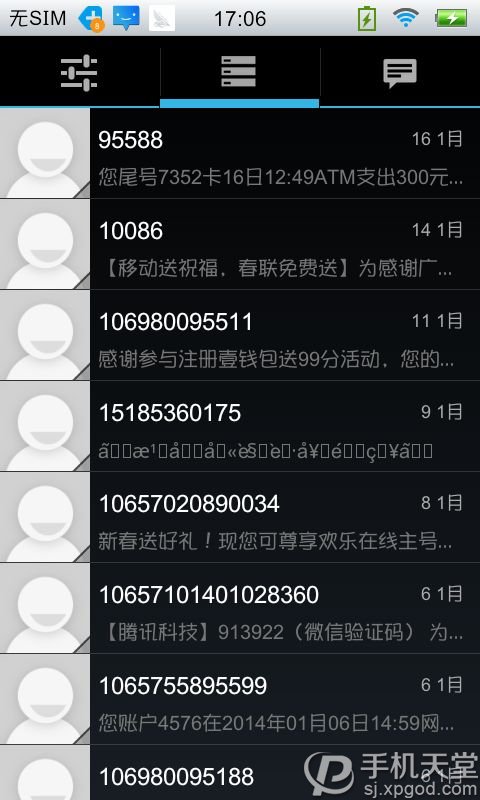 无SIM
8
17:06
95588
16 1月
您尾号7352卡16日12:49ATM支出300元...
10086
14 1月
【移动送祝福，春联免费送】为感谢广...
106980095511
11 1月
感谢参与注册壹钱包送99分活动，您的...
15185360175
9 1月
10657020890034
8 1月
新春送好礼！现您可尊享欢乐在线主号...
10657101401028360
6 1月
【腾讯科技】913922（微信验证码） 为...
1065755895599
6 1月
您账户4576在2014年01月06日14:59网...
106980095188
6 1月
手机天堂
sj.xpgod.com